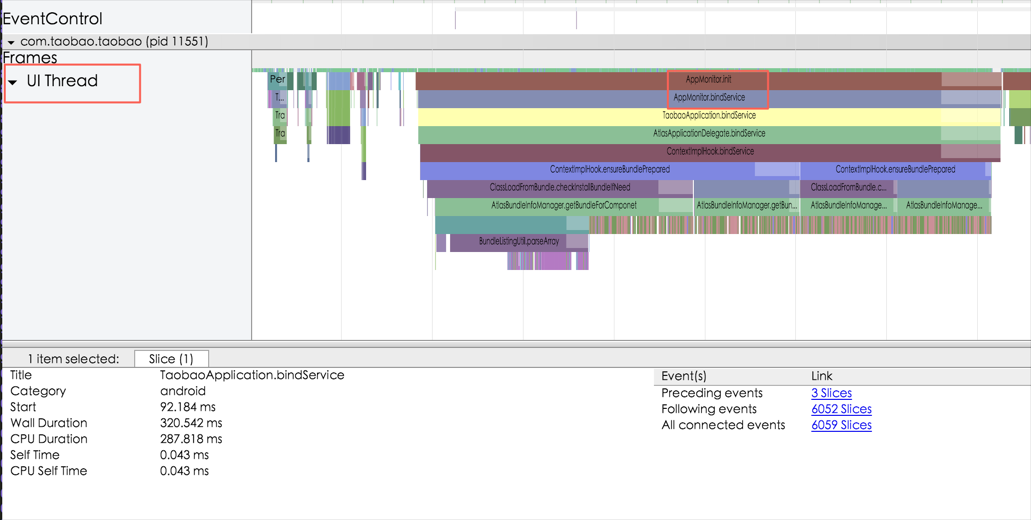 EventControl
com.taobao.taobao (pid 11551)
Frames
UI Thread
Per
AppMonitor.init
T...
AppMonitor.bindService
Tra
TaobaoApplication.bindService
Tra
AtlasApplicationDelegate.bindService
ContextImplHook.bindService
ContextImplHook.ensureBundlePrepared ContextImplHook.ensureBundlePrepared
ClassLoadFromBundle.checkInstallBundleIfNeed ClassLoadFromBundle.c...
AtlasBundleInfoManager.getBundleForComponet AtlasBundleInfoManager.getBun... AtlasBundleInfoManage... AtlasBundleInfoManage...
BundleListingUtil.parseArray
1 item selected: Slice (1)
Title TaobaoApplication.bindService
Category android
Start 92.184 ms
Wall Duration 320.542 ms
CPU Duration 287.818 ms
Self Time 0.043 ms
CPU Self Time 0.043 ms
Event(s) Link
Preceding events 3 Slices
Following events 6052 Slices
All connected events 6059 Slices